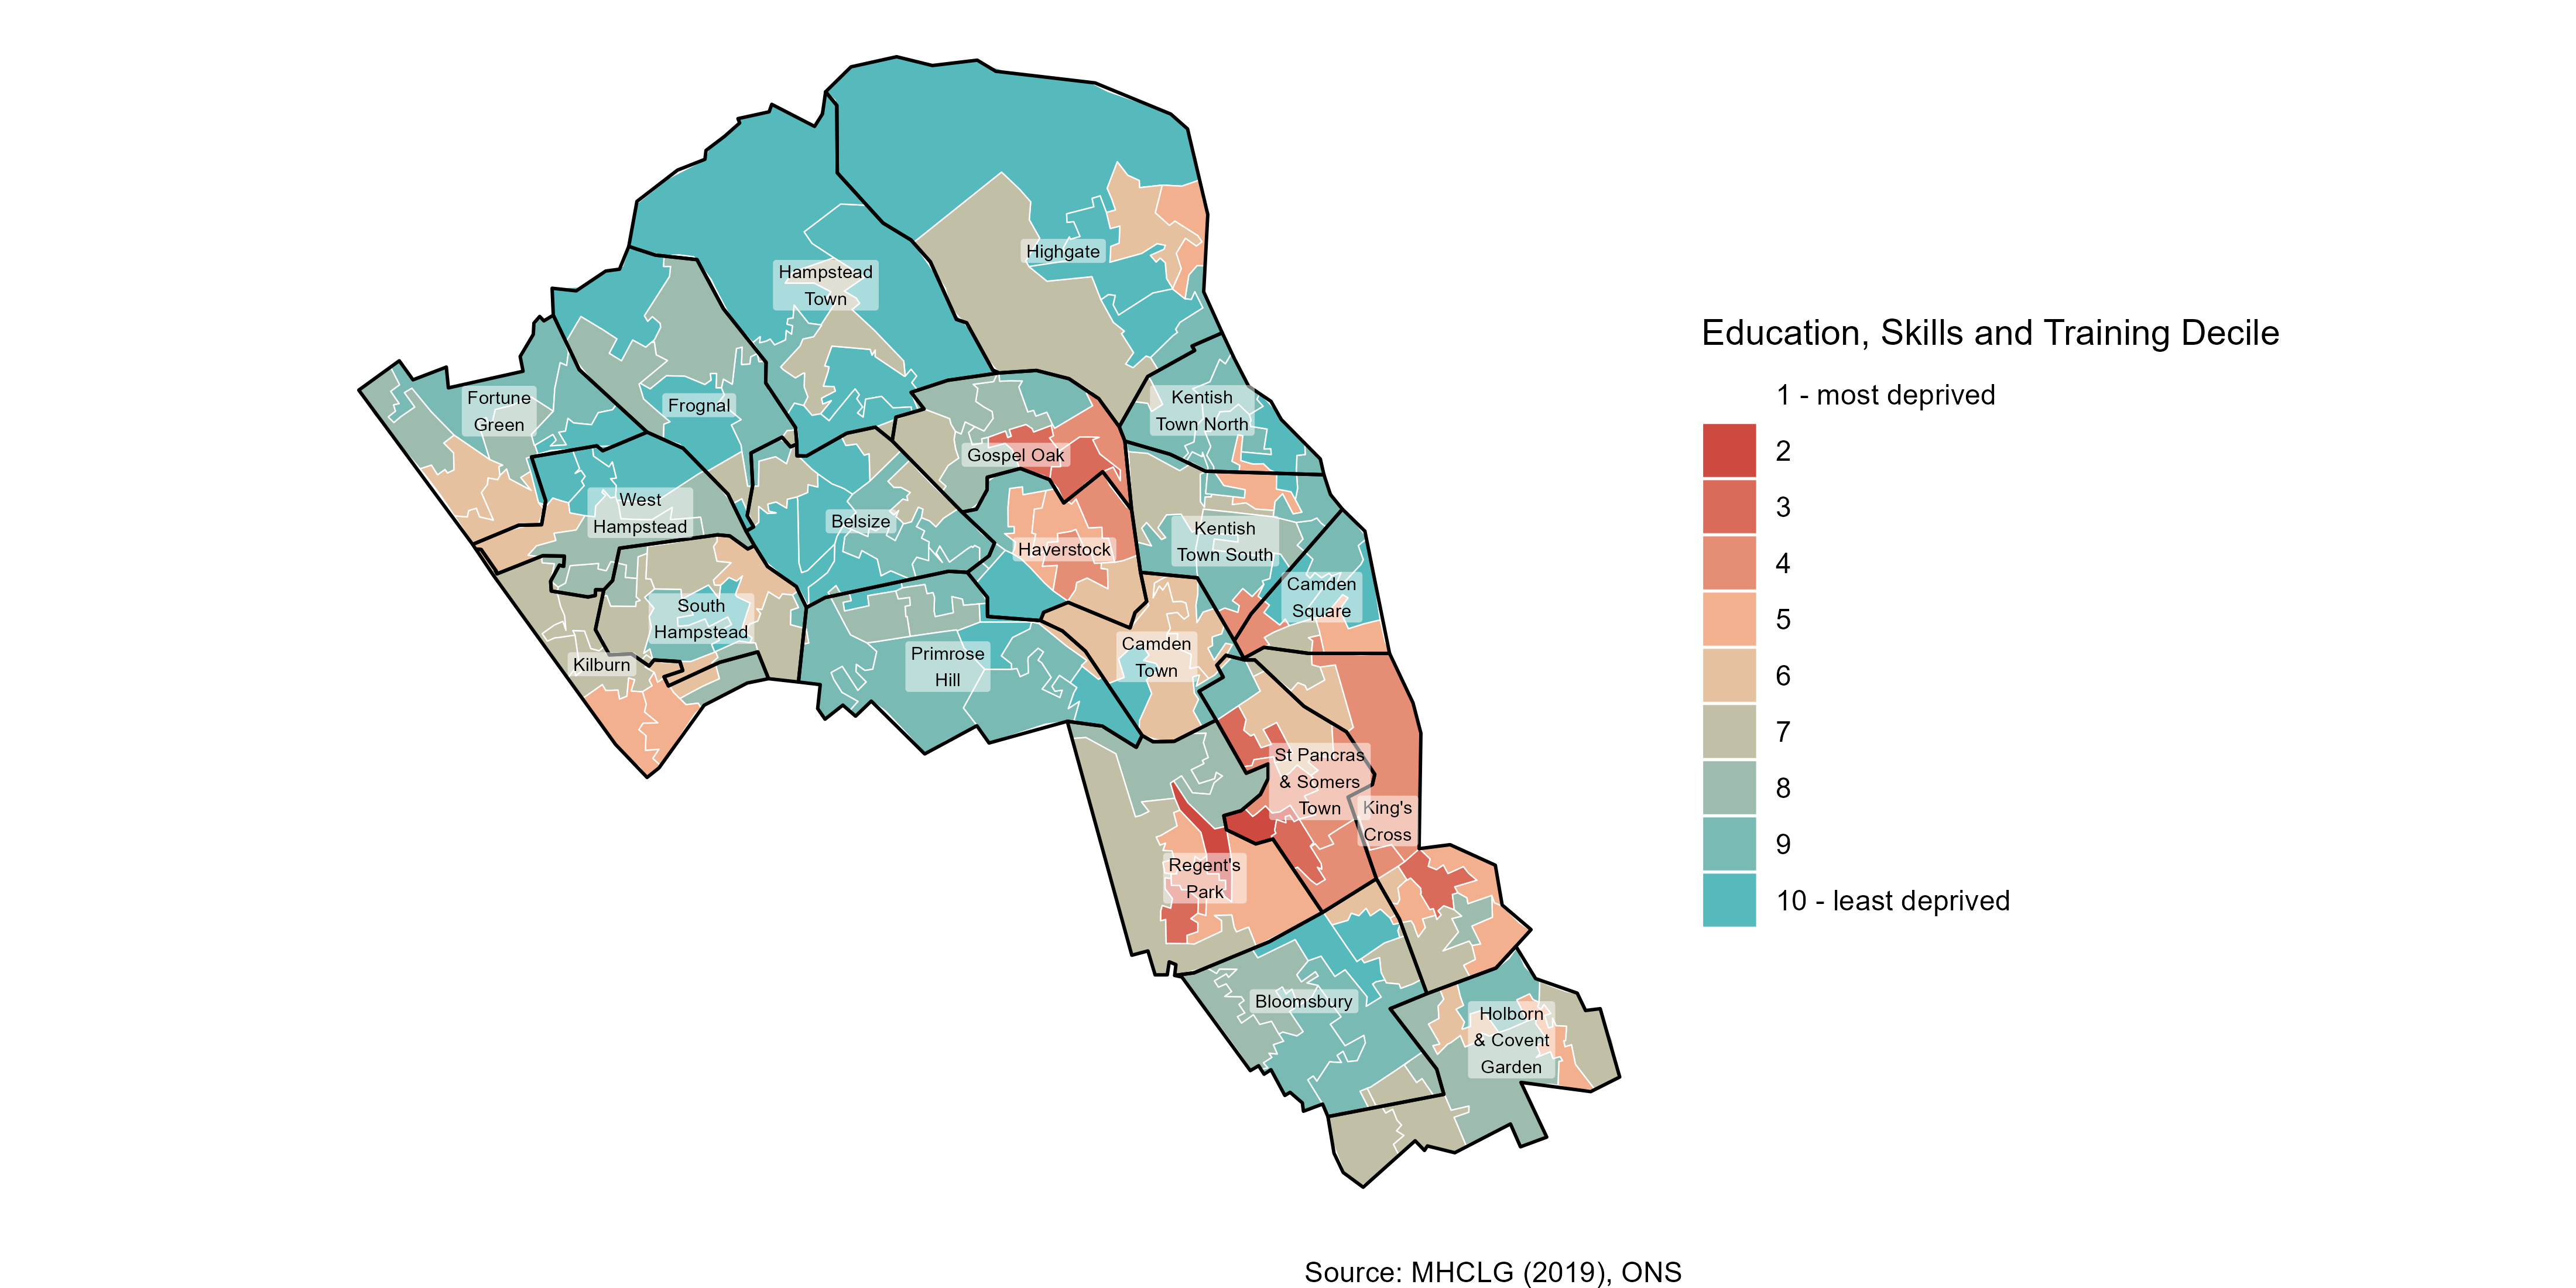 Highgate
Hampstead
Town
Fortune
Green
Frognal
Kentish
Town North
Gospel Oak
West
Hampstead
Belsize
Haverstock
Kentish
Town South
Camden
Square
South
Hampstead
Kilburn
Primrose
Hill
Camden
Town
St Pancras
& Somers
Town
King's
Cross
Regent's
Park
Bloomsbury
Holborn
& Covent
Garden
Education, Skills and Training Decile
1 - most deprived
2
3
4
5
6
7
8
9
10 - least deprived
Source: MHCLG (2019), ONS